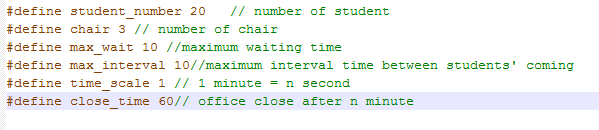 #define student_number 20   // number of student
#define chair 3 // number of chair
#define max_wait 10 //maximum waiting time
#define max_interval 10//maximum interval time between students' coming
#define time_scale 1 // 1 minute = n second
#define close_time 60// office close after n minute